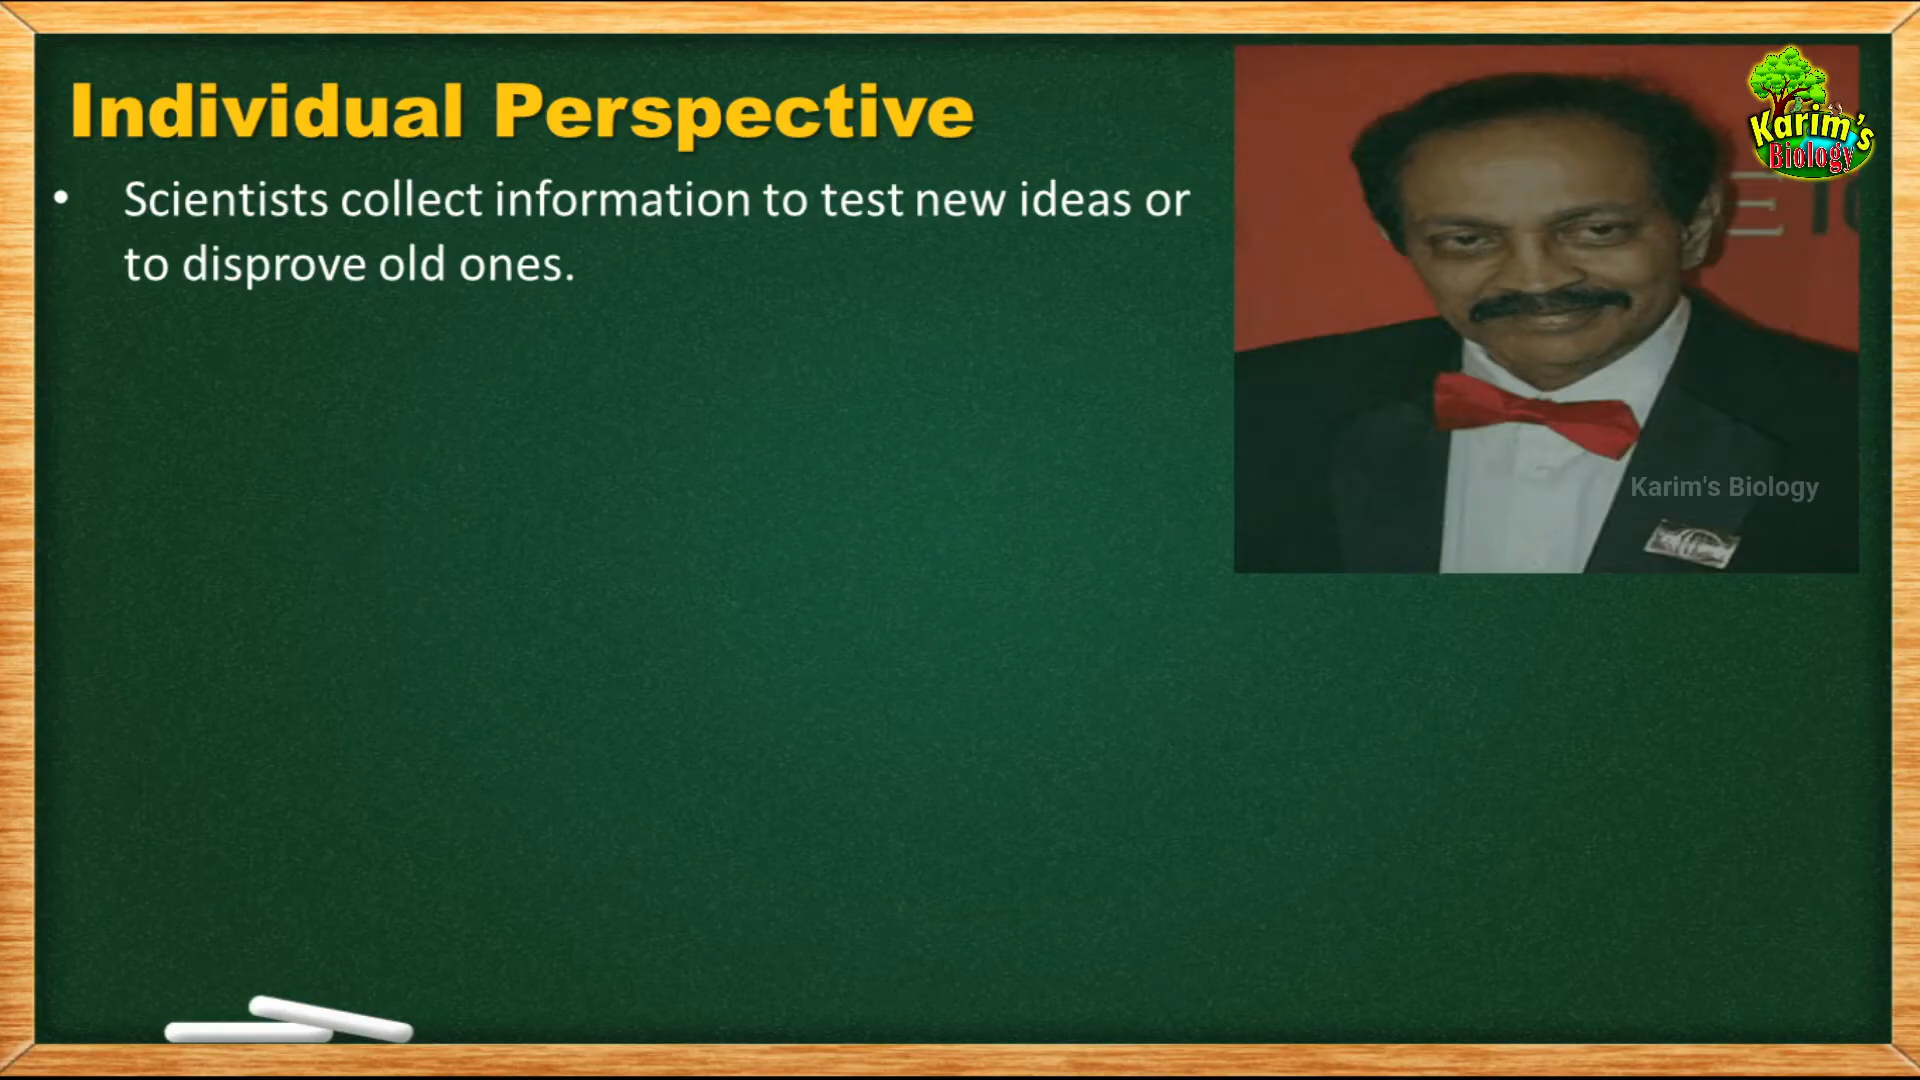 Individual Perspective
• Scientists collect information to test new ideas or
to disprove old ones.
Karim's
Biology
Karim's Biology